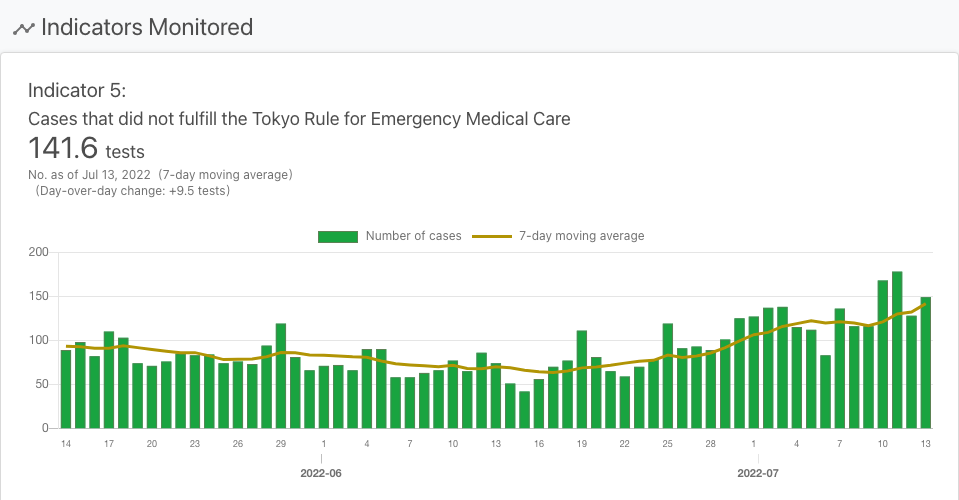 Indicators Monitored
Indicator 5:
Cases that did not fulfill the Tokyo Rule for Emergency Medical Care
141.6 tests
No. as of Jul 13, 2022 (7-day moving average)
(Day-over-day change: +9.5 tests)
Number of cases 7-day moving average
200
150
100
50
0
14 17 20 23 26 29 1 4 7 10 13 16 19 22 25 28 1 4 7 10 13
2022-06 2022-07